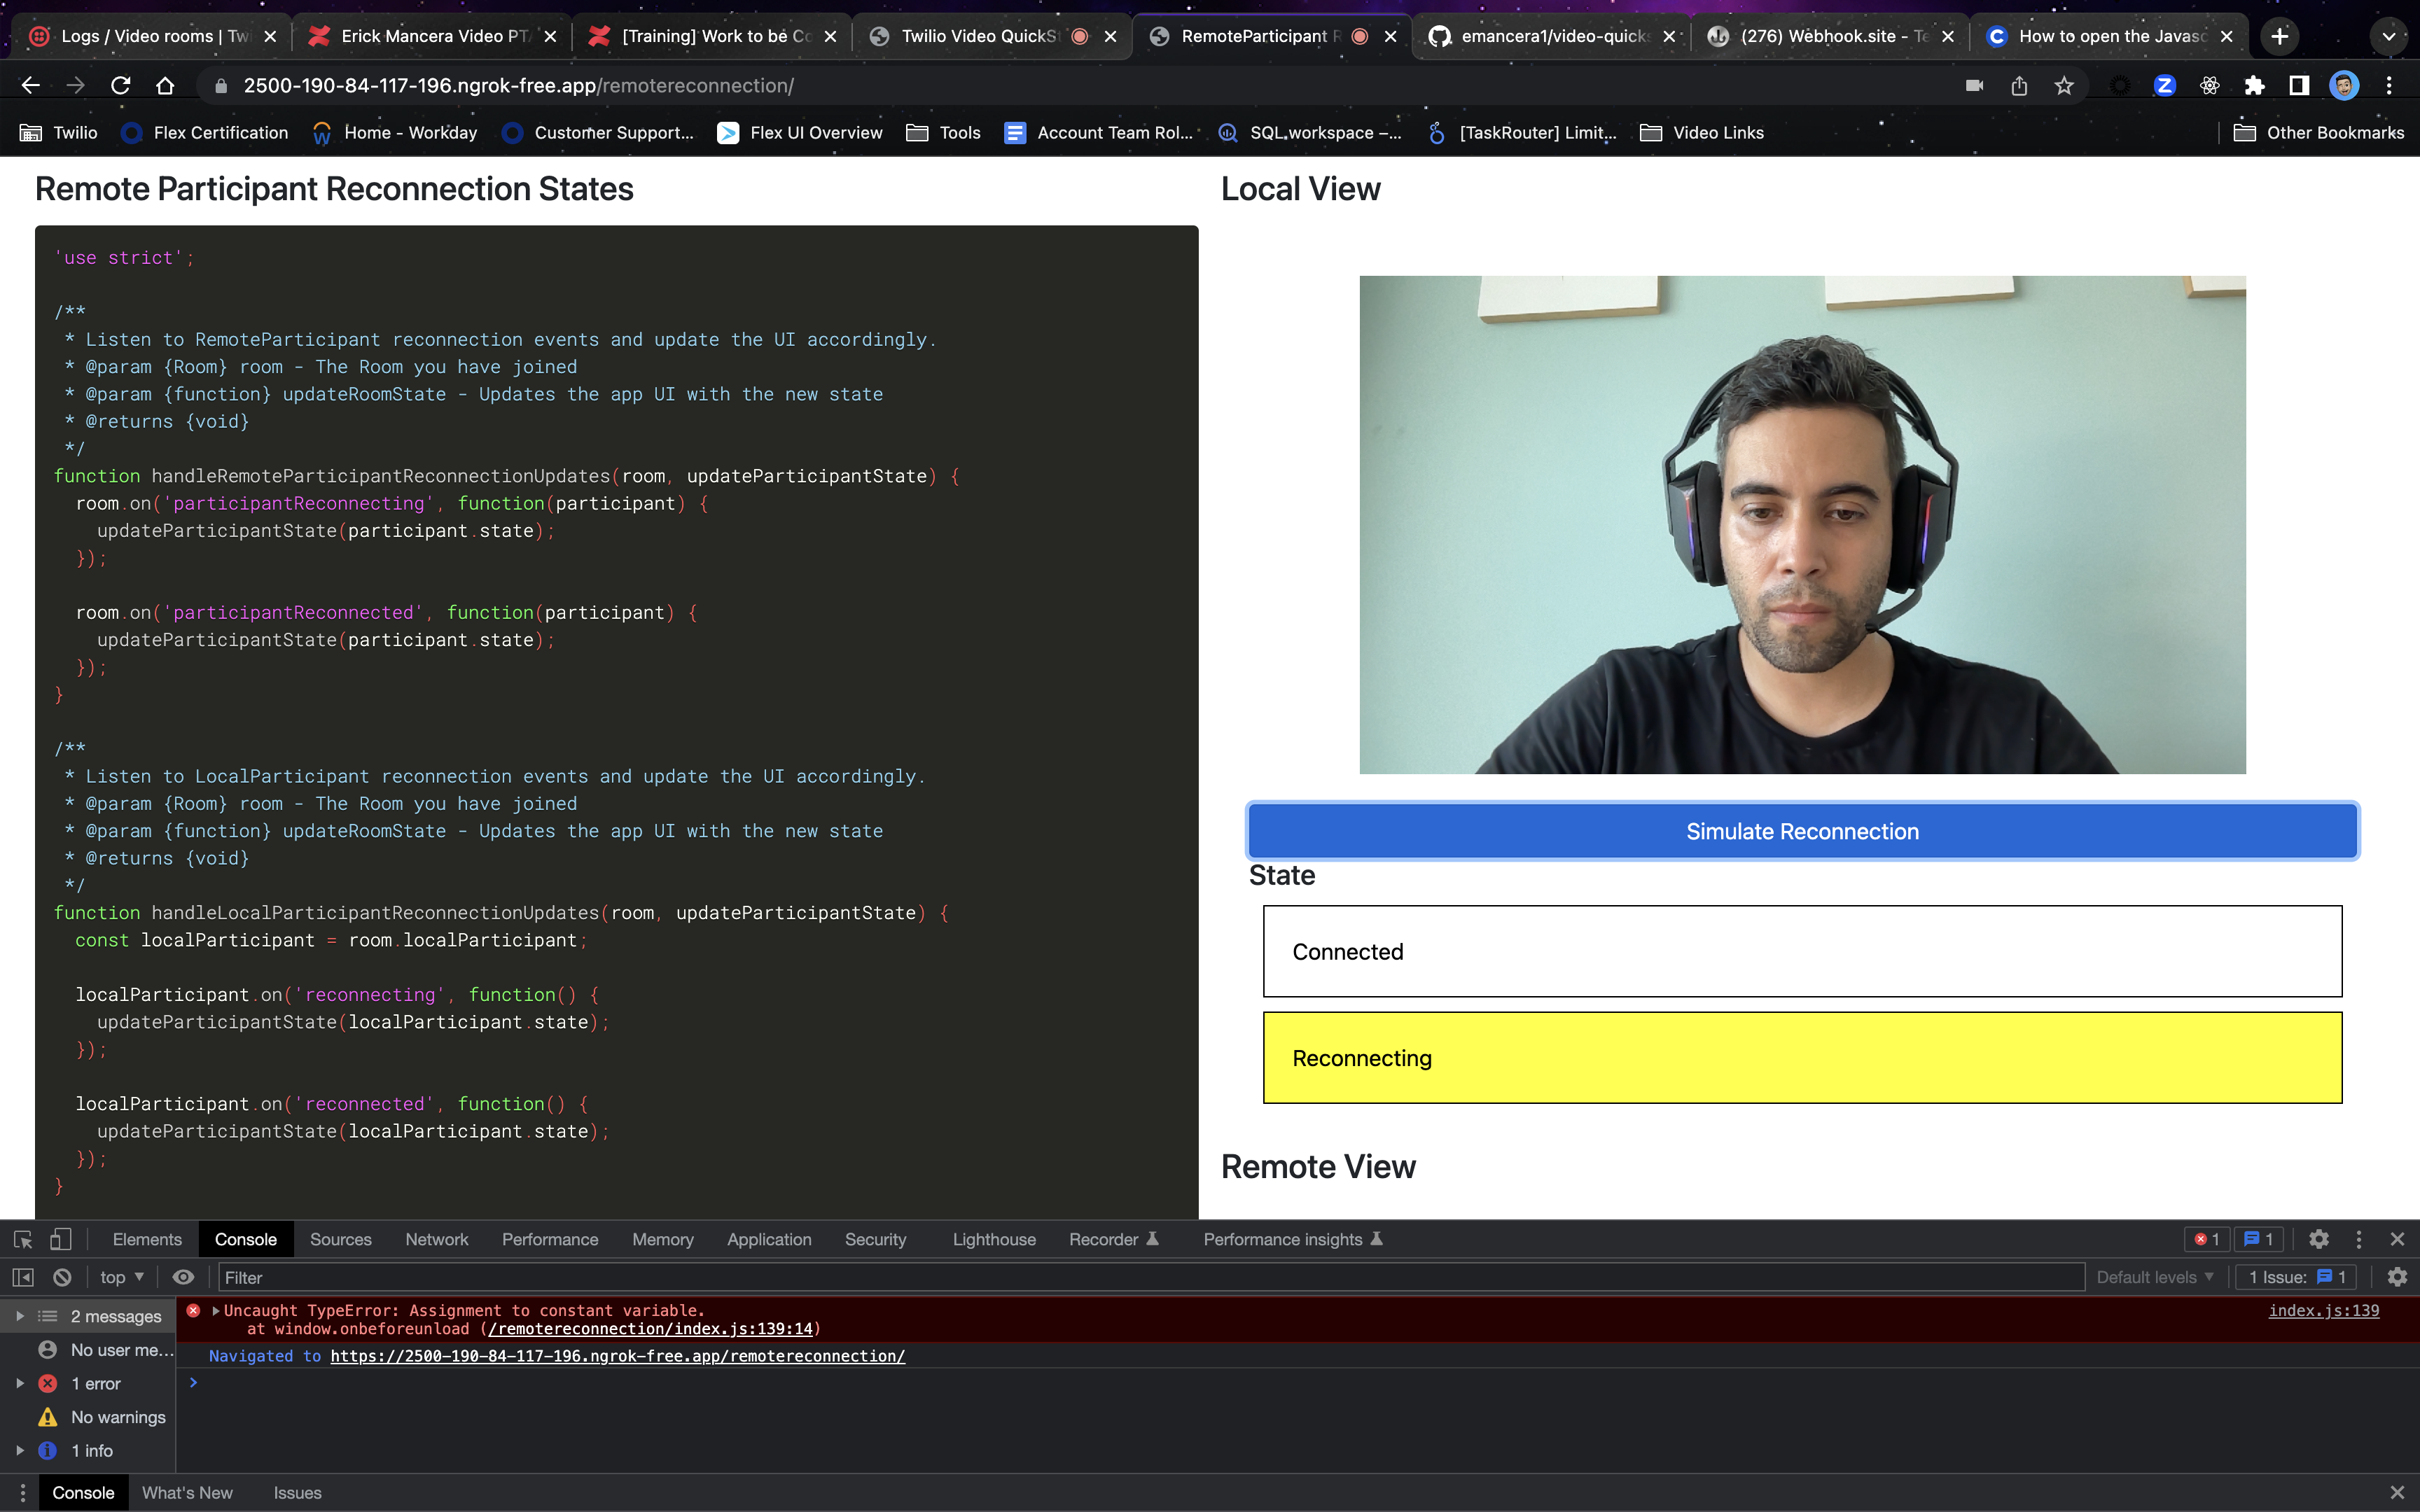 Logs / Video rooms | Twi
Erick Mancera Video PTA
[Training] Work to be Co
Twilio Video QuickSt
RemoteParticipant R
emancera1/video-quicks
(276) Webhook.site - Te
How to open the Javasc
2500-190-84-117-196.ngrok-free.app/remotereconnection/
Twilio
Flex Certification
Home - Workday
Customer Support...
Flex UI Overview
Tools
Account Team Rol...
SQL.workspace –...
[TaskRouter] Limit...
Video Links
Other Bookmarks
Remote Participant Reconnection States
'use strict';
/**
 * Listen to RemoteParticipant reconnection events and update the UI accordingly.
 * @param {Room} room - The Room you have joined
 * @param {function} updateRoomState - Updates the app UI with the new state
 * @returns {void}
 */
function handleRemoteParticipantReconnectionUpdates(room, updateParticipantState) {
  room.on('participantReconnecting', function(participant) {
    updateParticipantState(participant.state);
  });
  room.on('participantReconnected', function(participant) {
    updateParticipantState(participant.state);
  });
}
/**
 * Listen to LocalParticipant reconnection events and update the UI accordingly.
 * @param {Room} room - The Room you have joined
 * @param {function} updateRoomState - Updates the app UI with the new state
 * @returns {void}
 */
function handleLocalParticipantReconnectionUpdates(room, updateParticipantState) {
  const localParticipant = room.localParticipant;
  localParticipant.on('reconnecting', function() {
    updateParticipantState(localParticipant.state);
  });
  localParticipant.on('reconnected', function() {
    updateParticipantState(localParticipant.state);
  });
}
Local View
Simulate Reconnection
State
Connected
Reconnecting
Remote View
Elements
Console
Sources
Network
Performance
Memory
Application
Security
Lighthouse
Recorder
Performance insights
1
1
top
Filter
Default levels
1 Issue: 1
2 messages
No user me...
1 error
No warnings
1 info
Uncaught TypeError: Assignment to constant variable.
    at window.onbeforeunload (/remotereconnection/index.js:139:14)
index.js:139
Navigated to https://2500-190-84-117-196.ngrok-free.app/remotereconnection/
Console
What's New
Issues